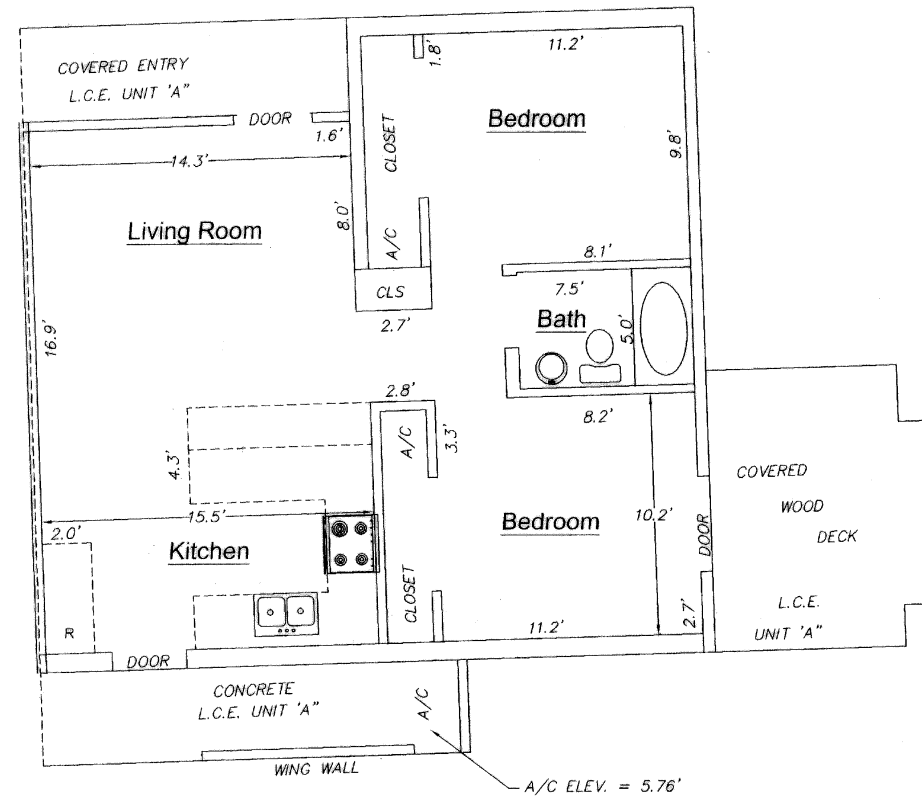 COVERED ENTRY
L.C.E. UNIT 'A"
DOOR
1.6'
14.3'
1.8'
11.2'
CLOSET
Bedroom
9.8'
Living Room
8.0'
A/C
CLS
2.7'
8.1'
7.5'
Bath
5.0'
16.9'
2.8'
8.2'
A/C
3.3'
4.3'
15.5'
2.0'
Kitchen
R
DOOR
CLOSET
Bedroom
10.2'
11.2'
2.7'
DOOR
COVERED
WOOD
DECK
L.C.E.
UNIT 'A"
CONCRETE
L.C.E. UNIT 'A"
A/C
WING WALL
A/C ELEV. = 5.76'